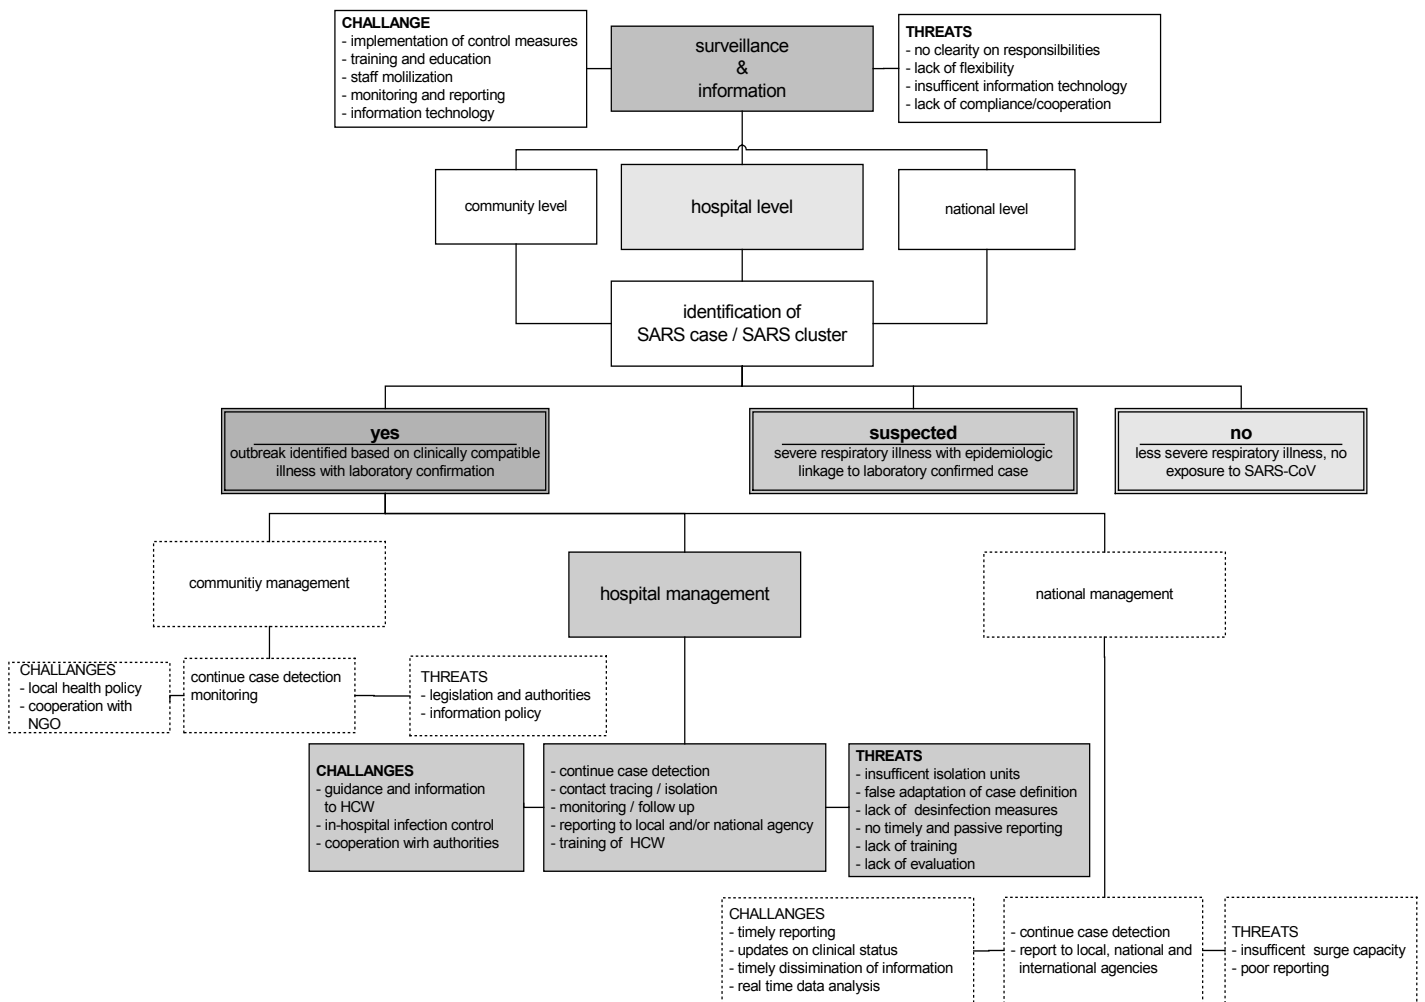 CHALLANGE
- implementation of control measures
- training and education
- staff molilization
- monitoring and reporting
- information technology
surveillance
&
information
THREATS
- no clearity on responsilbilities
- lack of flexibility
- insufficient information technology
- lack of compliance/cooperation
community level
hospital level
national level
identification of
SARS case / SARS cluster
yes
outbreak identified based on clinically compatible
illness with laboratory confirmation
suspected
severe respiratory illness with epidemiologic
linkage to laboratory confirmed case
no
less severe respiratory illness, no
exposure to SARS-CoV
communitiy management
hospital management
national management
CHALLANGES
- local health policy
- cooperation with
NGO
continue case detection
monitoring
THREATS
- legislation and authorities
- information policy
CHALLANGES
- guidance and information
to HCW
- in-hospital infection control
- cooperation wirh authorities
- continue case detection
- contact tracing / isolation
- monitoring / follow up
- reporting to local and/or national agency
- training of HCW
THREATS
- insufficent isolation units
- false adaptation of case definition
- lack of desinfection measures
- no timely and passive reporting
- lack of training
- lack of evaluation
CHALLANGES
- timely reporting
- updates on clinical status
- timely dissimination of information
- real time data analysis
- continue case detection
- report to local, national and
international agencies
THREATS
- insufficient surge capacity
- poor reporting